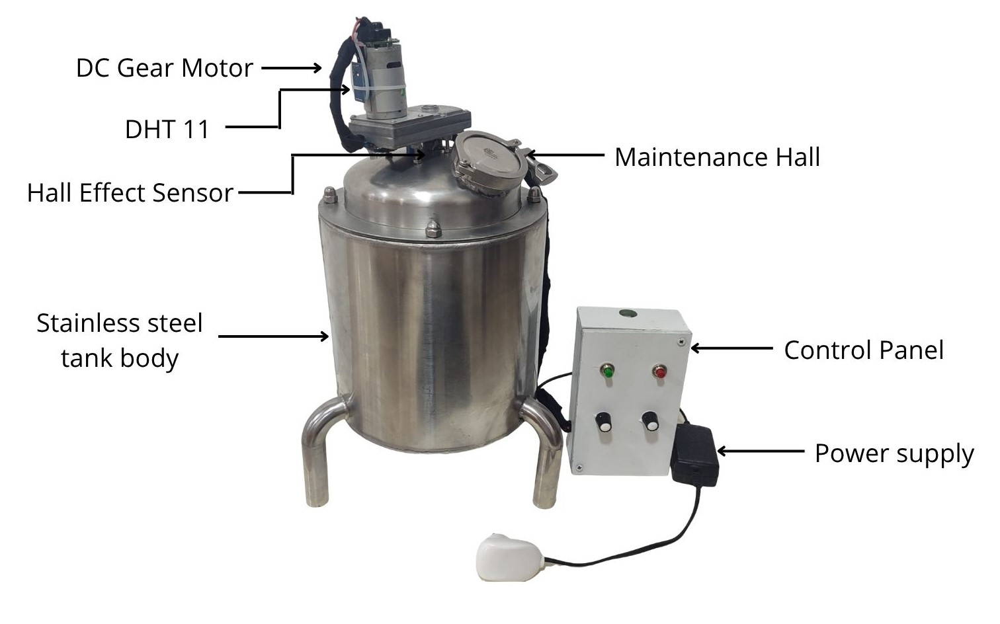 DC Gear Motor
DHT 11
Hall Effect Sensor
Maintenance Hall
Stainless steel
tank body
Control Panel
Power supply